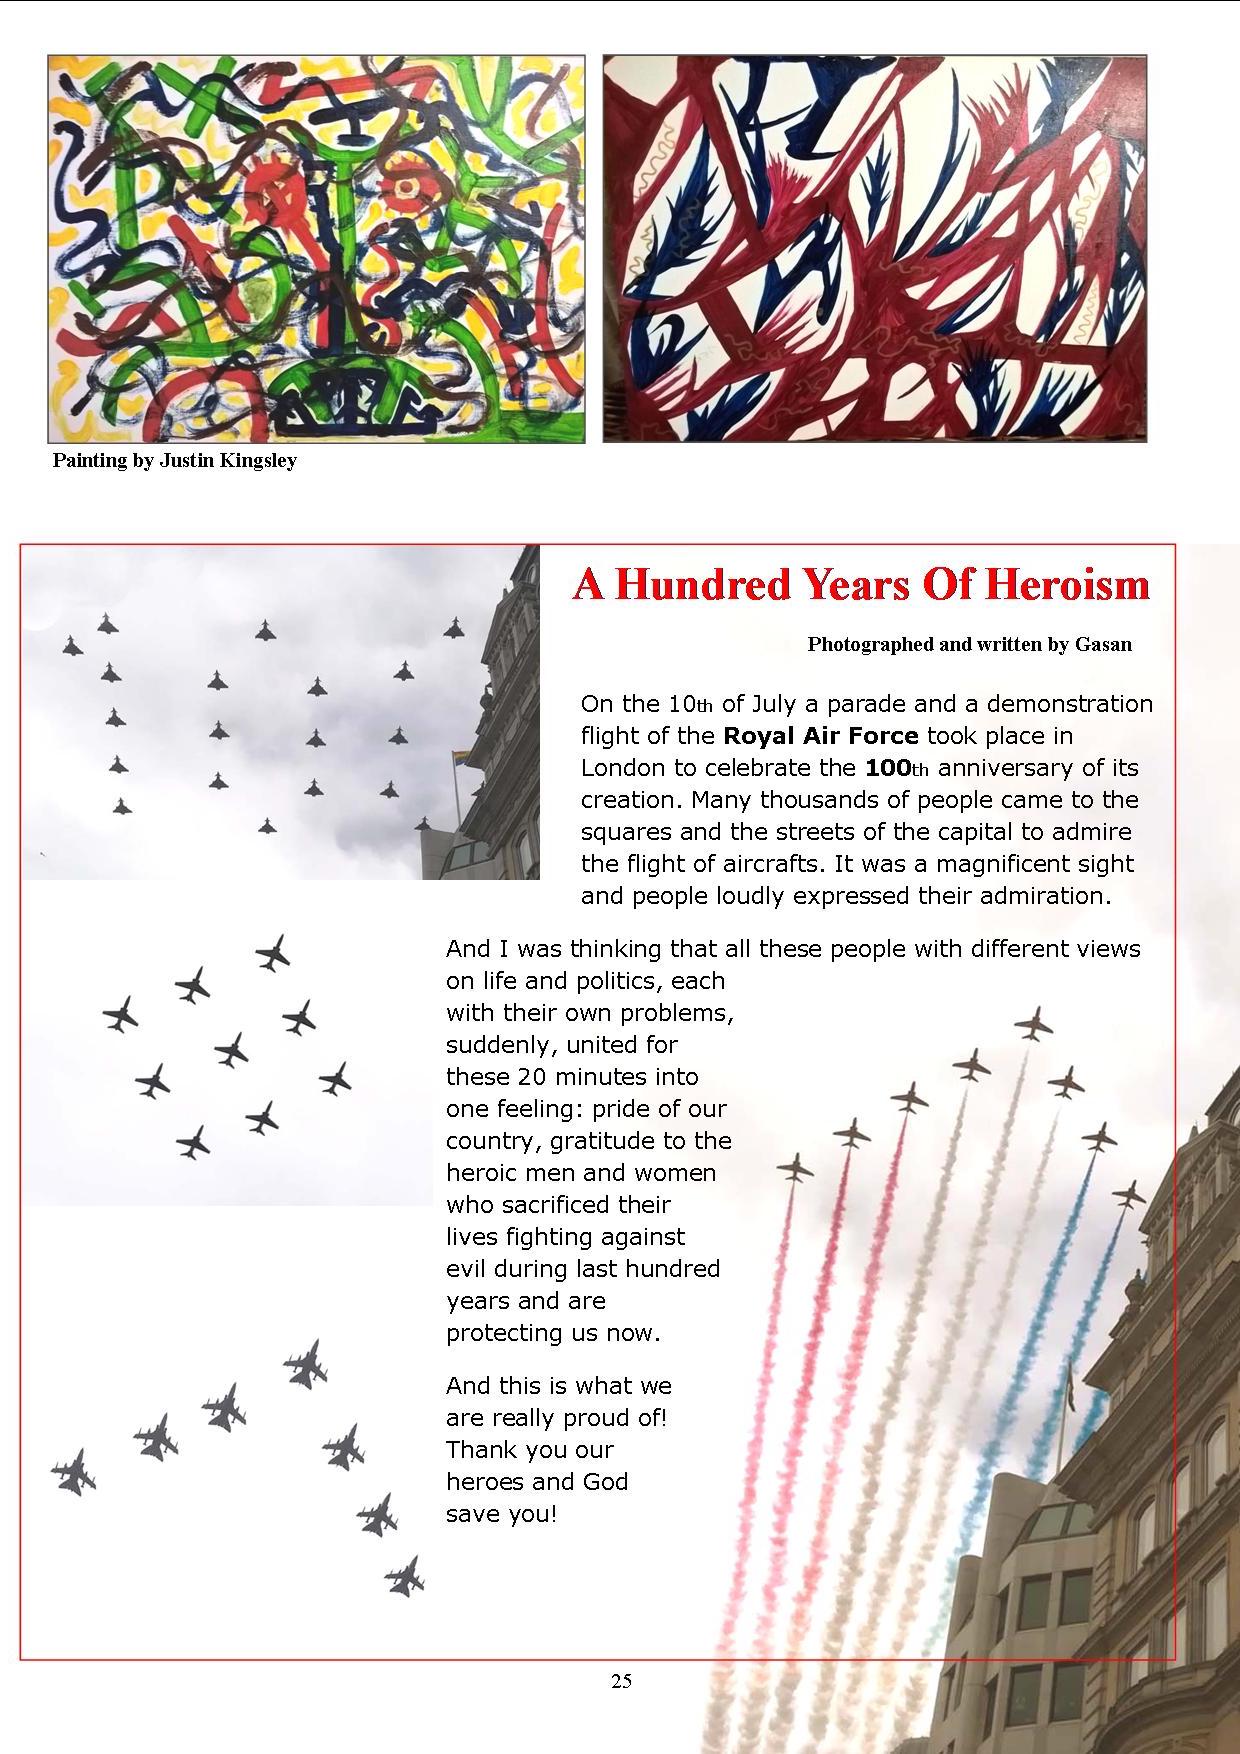 Painting by Justin Kingsley
A Hundred Years Of Heroism
Photographed and written by Gasan
On the 10th of July a parade and a demonstration
flight of the Royal Air Force took place in
London to celebrate the 100th anniversary of its
creation. Many thousands of people came to the
squares and the streets of the capital to admire
the flight of aircrafts. It was a magnificent sight
and people loudly expressed their admiration.
And I was thinking that all these people with different views
on life and politics, each
with their own problems,
suddenly, united for
these 20 minutes into
one feeling: pride of our
country, gratitude to the
heroic men and women
who sacrificed their
lives fighting against
evil during last hundred
years and are
protecting us now.
And this is what we
are really proud of!
Thank you our
heroes and God
save you!
25